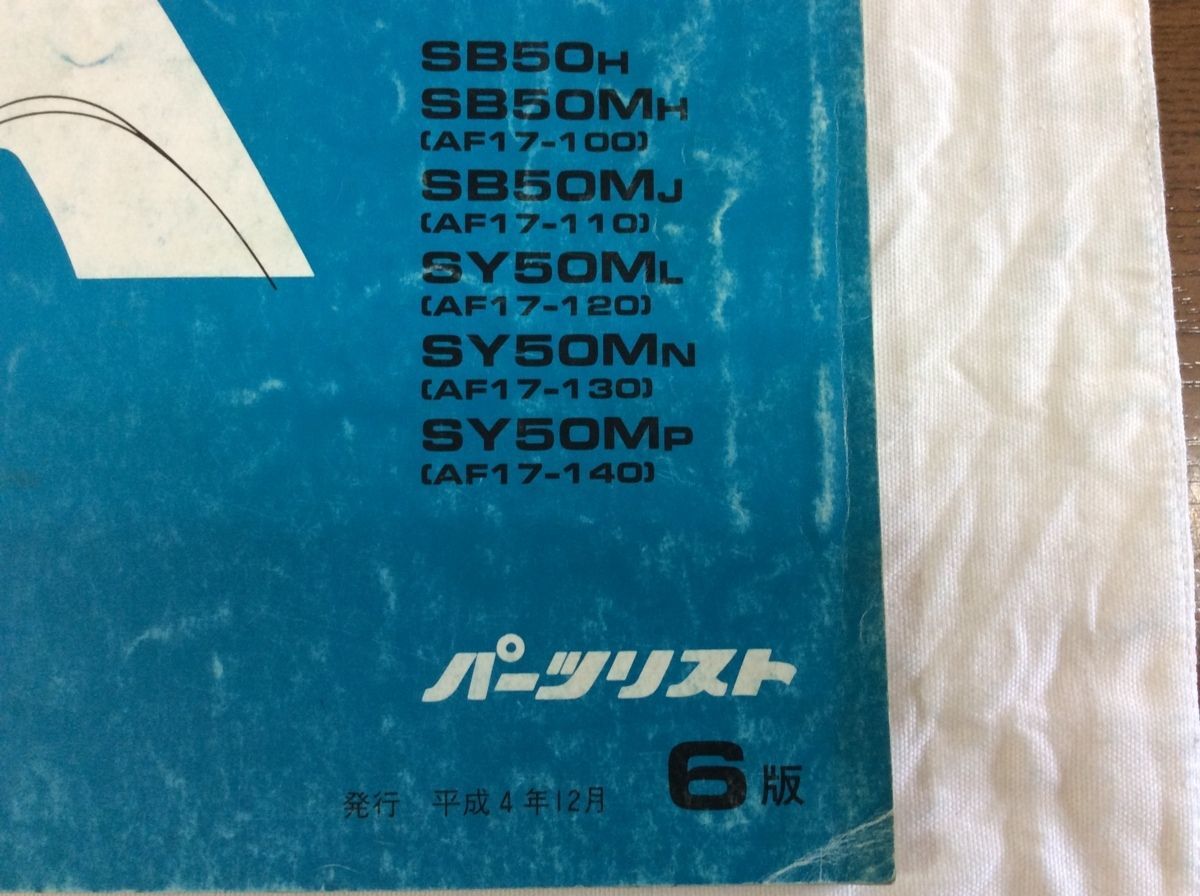 SB50H
SB50MH
(AF17-100)
SB50MJ
(AF17-110)
SY50ML
(AF17-120)
SY50MN
(AF17-130)
SY50MP
(AF17-140)
パーツリスト
発行 平成4年12月 6版